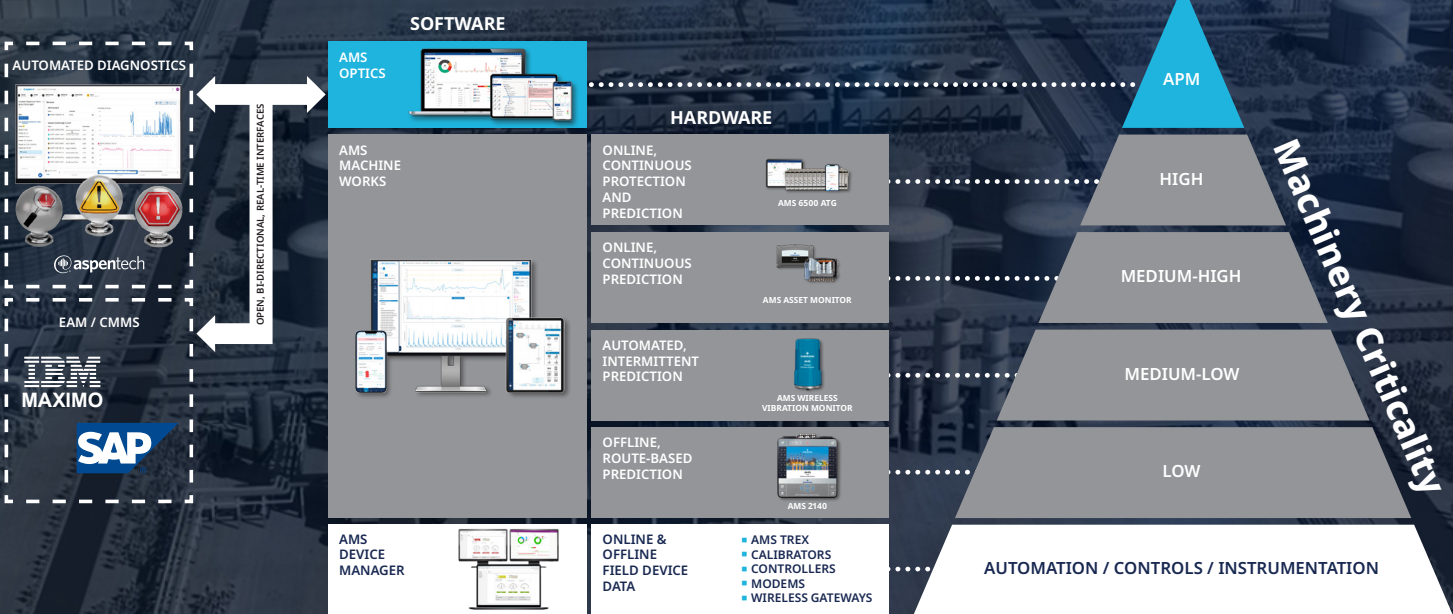 SOFTWARE
AUTOMATED DIAGNOSTICS
aspentech
EAM / CMMS
IBM
MAXIMO
SAP
OPEN, BI-DIRECTIONAL, REAL-TIME INTERFACES
AMS
OPTICS
AMS
MACHINE
WORKS
AMS
DEVICE
MANAGER
HARDWARE
ONLINE,
CONTINUOUS
PROTECTION
AND
PREDICTION
AMS 6500 ATG
ONLINE,
CONTINUOUS
PREDICTION
AMS ASSET MONITOR
AUTOMATED,
INTERMITTENT
PREDICTION
AMS WIRELESS
VIBRATION MONITOR
OFFLINE,
ROUTE-BASED
PREDICTION
AMS 2140
ONLINE &
OFFLINE
FIELD DEVICE
DATA
AMS TREX
CALIBRATORS
CONTROLLERS
MODEMS
WIRELESS GATEWAYS
APM
HIGH
MEDIUM-HIGH
MEDIUM-LOW
LOW
AUTOMATION / CONTROLS / INSTRUMENTATION
Machinery Criticality